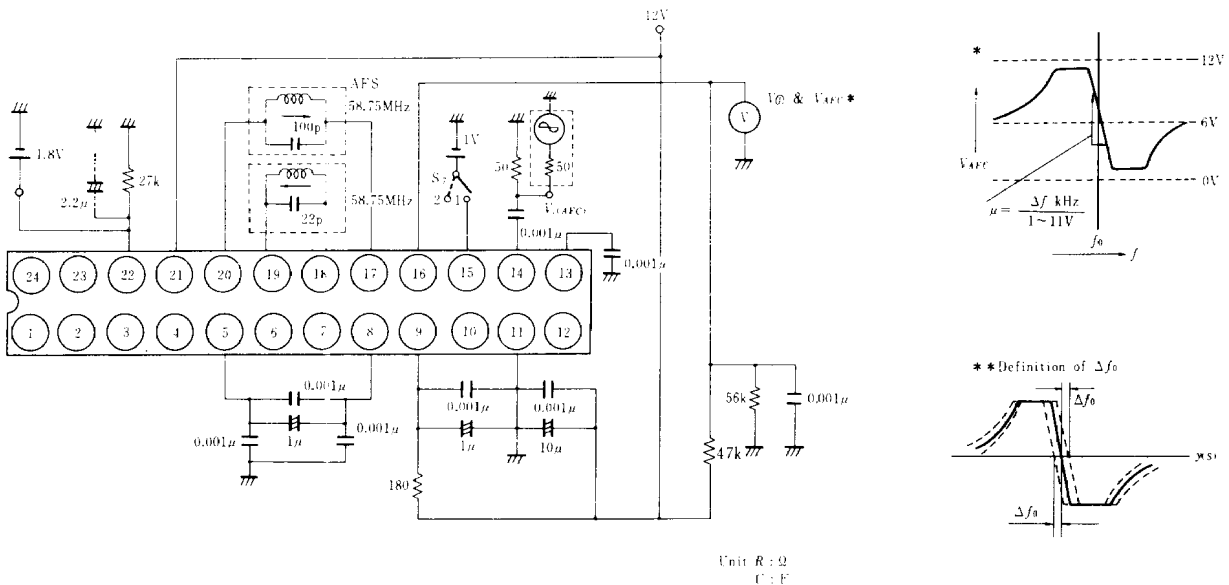 12V
AFS
58.75MHz
100p
58.75MHz
22p
1.8V
2.2μ
27k
1V
S7
2
1
50
50
Vi(AFC)
0.001μ
0.001μ
V
& VAFC *
24 23 22 21 20 19 18 17 16 15 14 13
1 2 3 4 5 6 7 8 9 10 11 12
0.001μ
1μ
0.001μ
0.001μ
0.001μ
0.001μ
1μ
10μ
180
56k
0.001μ
47k
Unit R : Ω
C : F
*
12V
6V
0V
VAFC
μ = Δf kHz
1~11V
f0
f
** Definition of Δf0
Δf0
Δf0